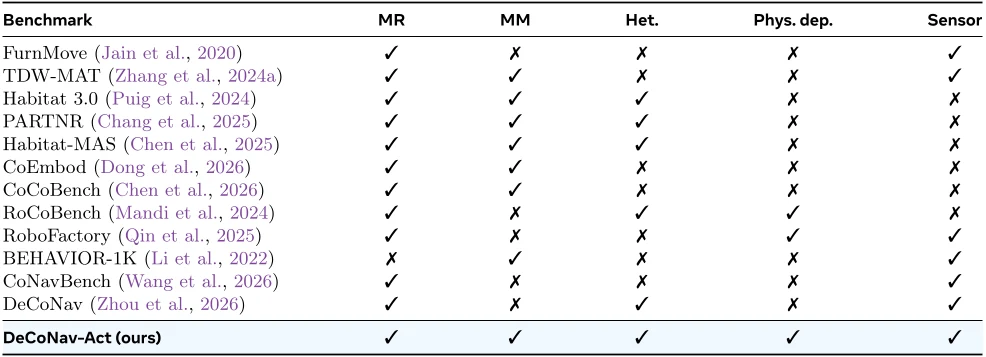 Benchmark MR MM Het. Phys. dep. Sensor
FurnMove (Jain et al., 2020) ✓ ✗ ✗ ✗ ✓
TDW-MAT (Zhang et al., 2024a) ✓ ✓ ✗ ✗ ✓
Habitat 3.0 (Puig et al., 2024) ✓ ✓ ✓ ✗ ✗
PARTNR (Chang et al., 2025) ✓ ✓ ✓ ✗ ✗
Habitat-MAS (Chen et al., 2025) ✓ ✓ ✓ ✗ ✗
CoEmbod (Dong et al., 2026) ✓ ✓ ✗ ✗ ✗
CoCoBench (Chen et al., 2026) ✓ ✓ ✗ ✗ ✗
RoCoBench (Mandi et al., 2024) ✓ ✗ ✓ ✓ ✗
RoboFactory (Qin et al., 2025) ✓ ✗ ✗ ✓ ✓
BEHAVIOR-1K (Li et al., 2022) ✗ ✓ ✗ ✗ ✓
CoNavBench (Wang et al., 2026) ✓ ✗ ✗ ✗ ✓
DeCoNav (Zhou et al., 2026) ✓ ✗ ✓ ✗ ✓
DeCoNav-Act (ours) ✓ ✓ ✓ ✓ ✓